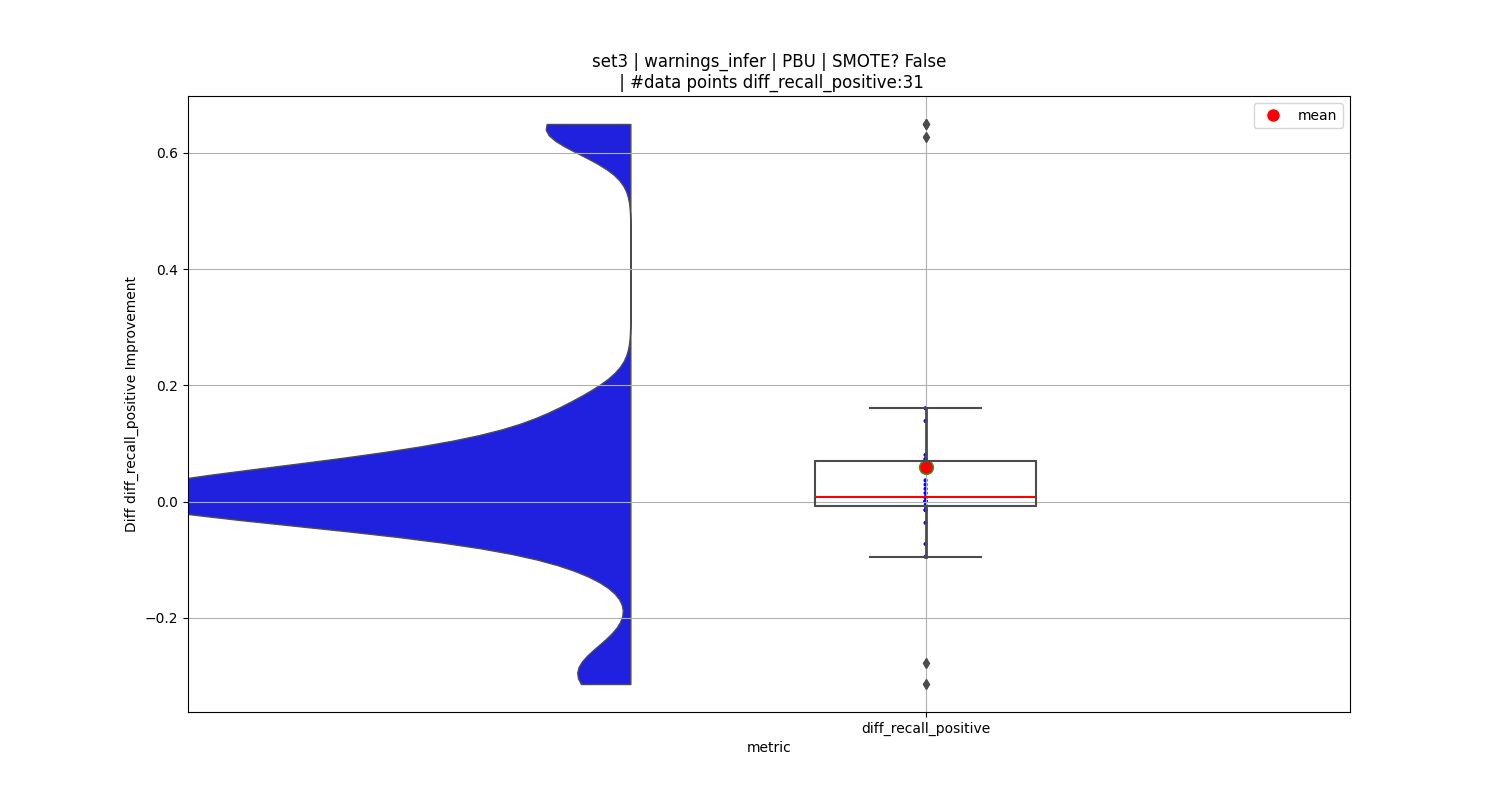 set3 | warnings_infer | PBU | SMOTE? False
| #data points diff_recall_positive:31
mean
0.6
0.4
0.2
0.0
−0.2
Diff diff_recall_positive Improvement
diff_recall_positive
metric